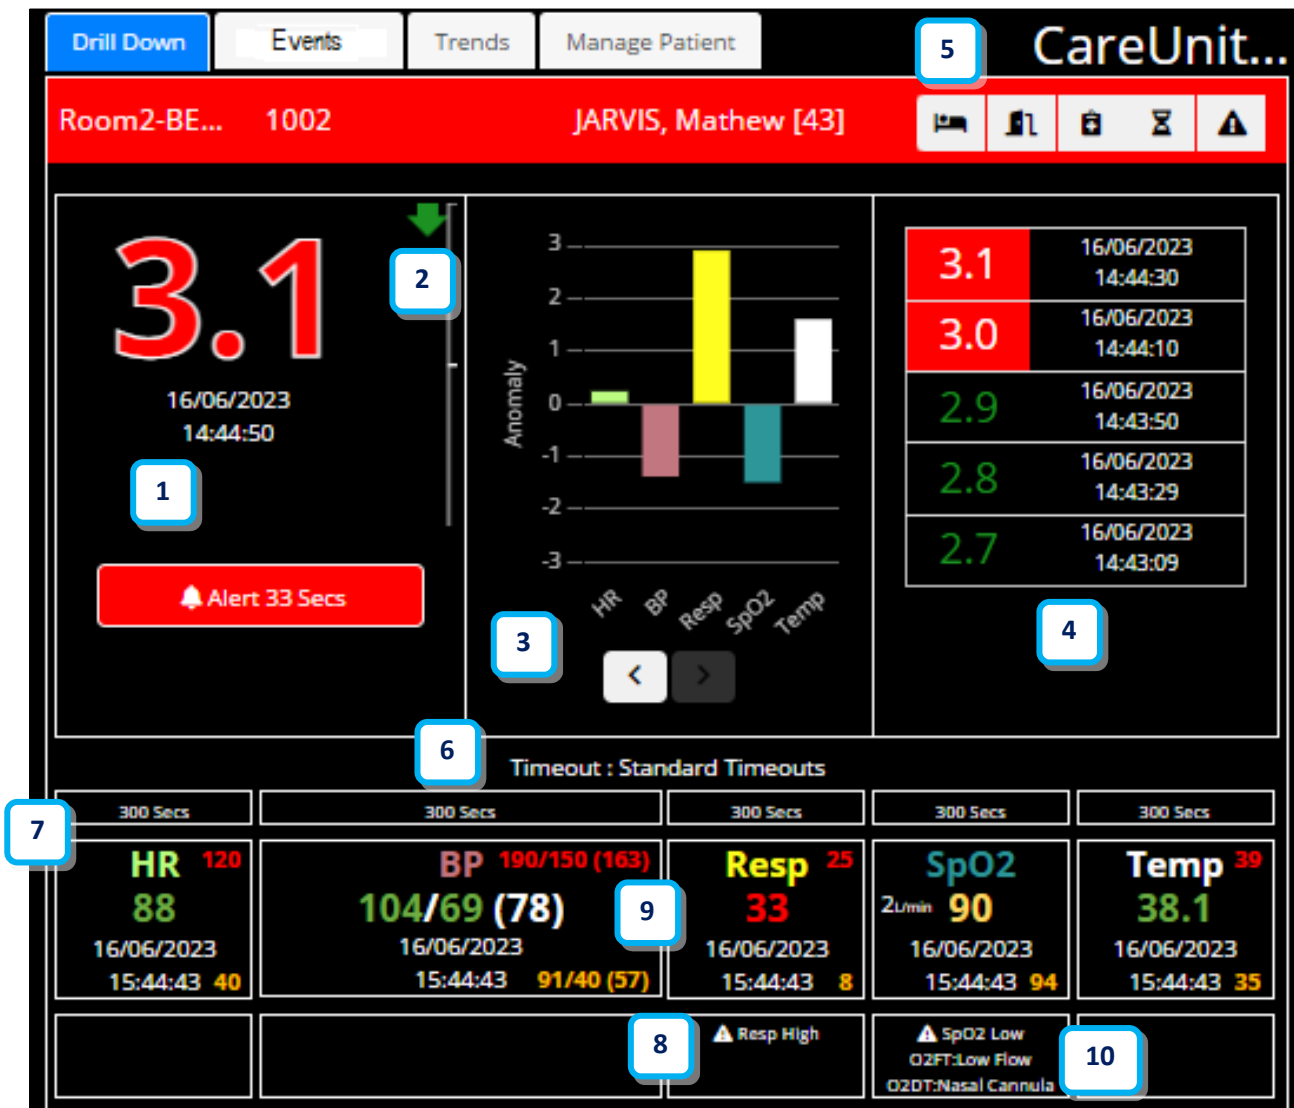 Drill Down Events Trends Manage Patient 5 CareUnit...
Room2-BE... 1002 JARVIS, Mathew [43]
3.1
2
16/06/2023
14:44:50
1
Alert 33 Secs
3
2
1
0
-1
-2
-3
Anomaly
HR BP Resp SpO2 Temp
3
3.1 16/06/2023
14:44:30
3.0 16/06/2023
14:44:10
2.9 16/06/2023
14:43:50
2.8 16/06/2023
14:43:29
2.7 16/06/2023
14:43:09
4
6
Timeout : Standard Timeouts
300 Secs 300 Secs 300 Secs 300 Secs 300 Secs
7
HR 120
88
16/06/2023
15:44:43 40
BP 190/150 (163)
104/69 (78)
16/06/2023
15:44:43 91/40 (57)
9
Resp 25
33
16/06/2023
15:44:43 8
SpO2
2L/min 90
16/06/2023
15:44:43 94
Temp 39
38.1
16/06/2023
15:44:43 35
8
Resp High
SpO2 Low
O2FT:Low Flow
O2DT:Nasal Cannula
10